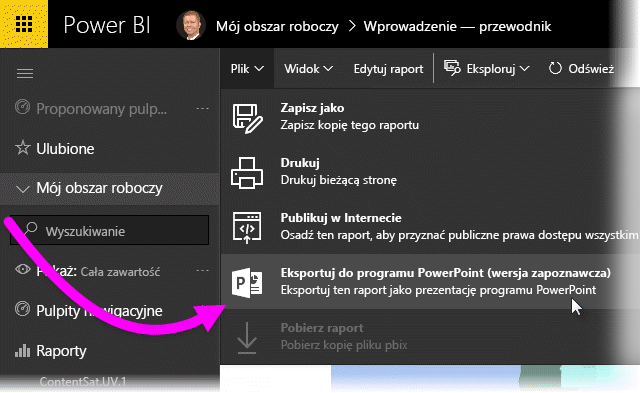 Power BI
Mój obszar roboczy > Wprowadzenie — przewodnik
Plik
Widok
Edytuj raport
Eksploruj
Odśwież
Proponowany pulp... ...
Ulubione
Mój obszar roboczy
Wyszukiwanie
Pokaż: Cała zawartość ...
Pulpity nawigacyjne
Raporty
ContentSat.UV.1
Zapisz jako
Zapisz kopię tego raportu
Drukuj
Drukuj bieżącą stronę
Publikuj w Internecie
Osadź ten raport, aby przyznać publiczne prawa dostępu wszystkim
Eksportuj do programu PowerPoint (wersja zapoznawcza)
Eksportuj ten raport jako prezentację programu PowerPoint
Pobierz raport
Pobierz kopię pliku pbix